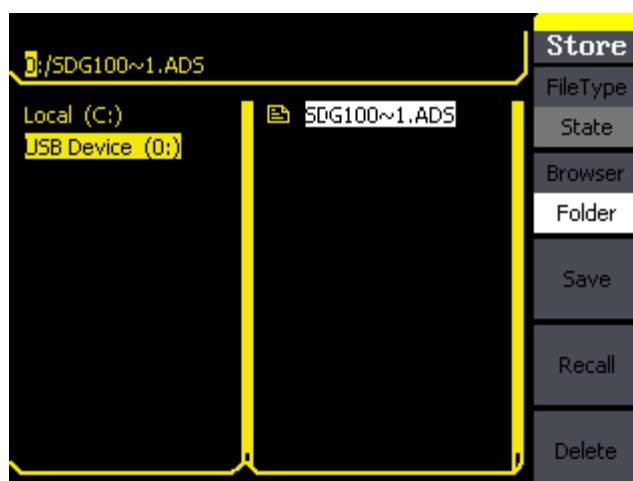 0:/SDG100~1.ADS
Local (C:)
USB Device (0:)
SDG100~1.ADS
Store
FileType
State
Browser
Folder
Save
Recall
Delete